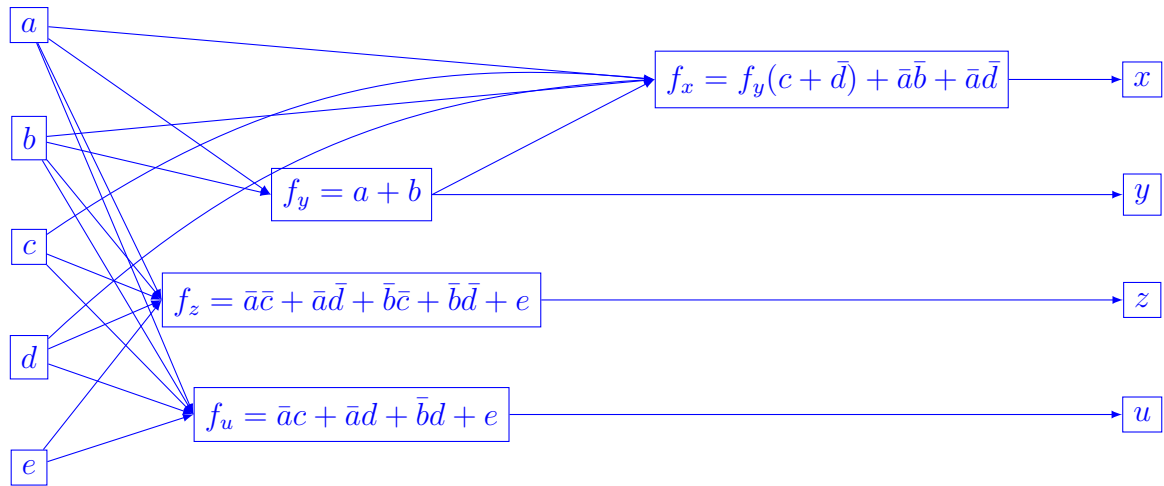 a
f_x = f_y(c + d̄) + āb̄ + ād̄
x
b
f_y = a + b
y
c
f_z = āc̄ + ād̄ + b̄c̄ + b̄d̄ + e
z
d
f_u = āc + ād + b̄d + e
u
e